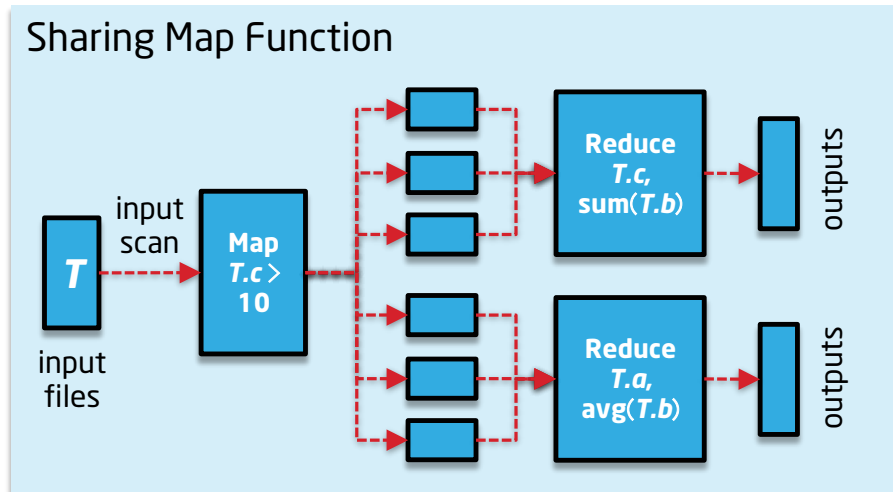 Sharing Map Function
T
input
scan
input
files
Map
T.c >
10
Reduce
T.c,
sum(T.b)
outputs
Reduce
T.a,
avg(T.b)
outputs